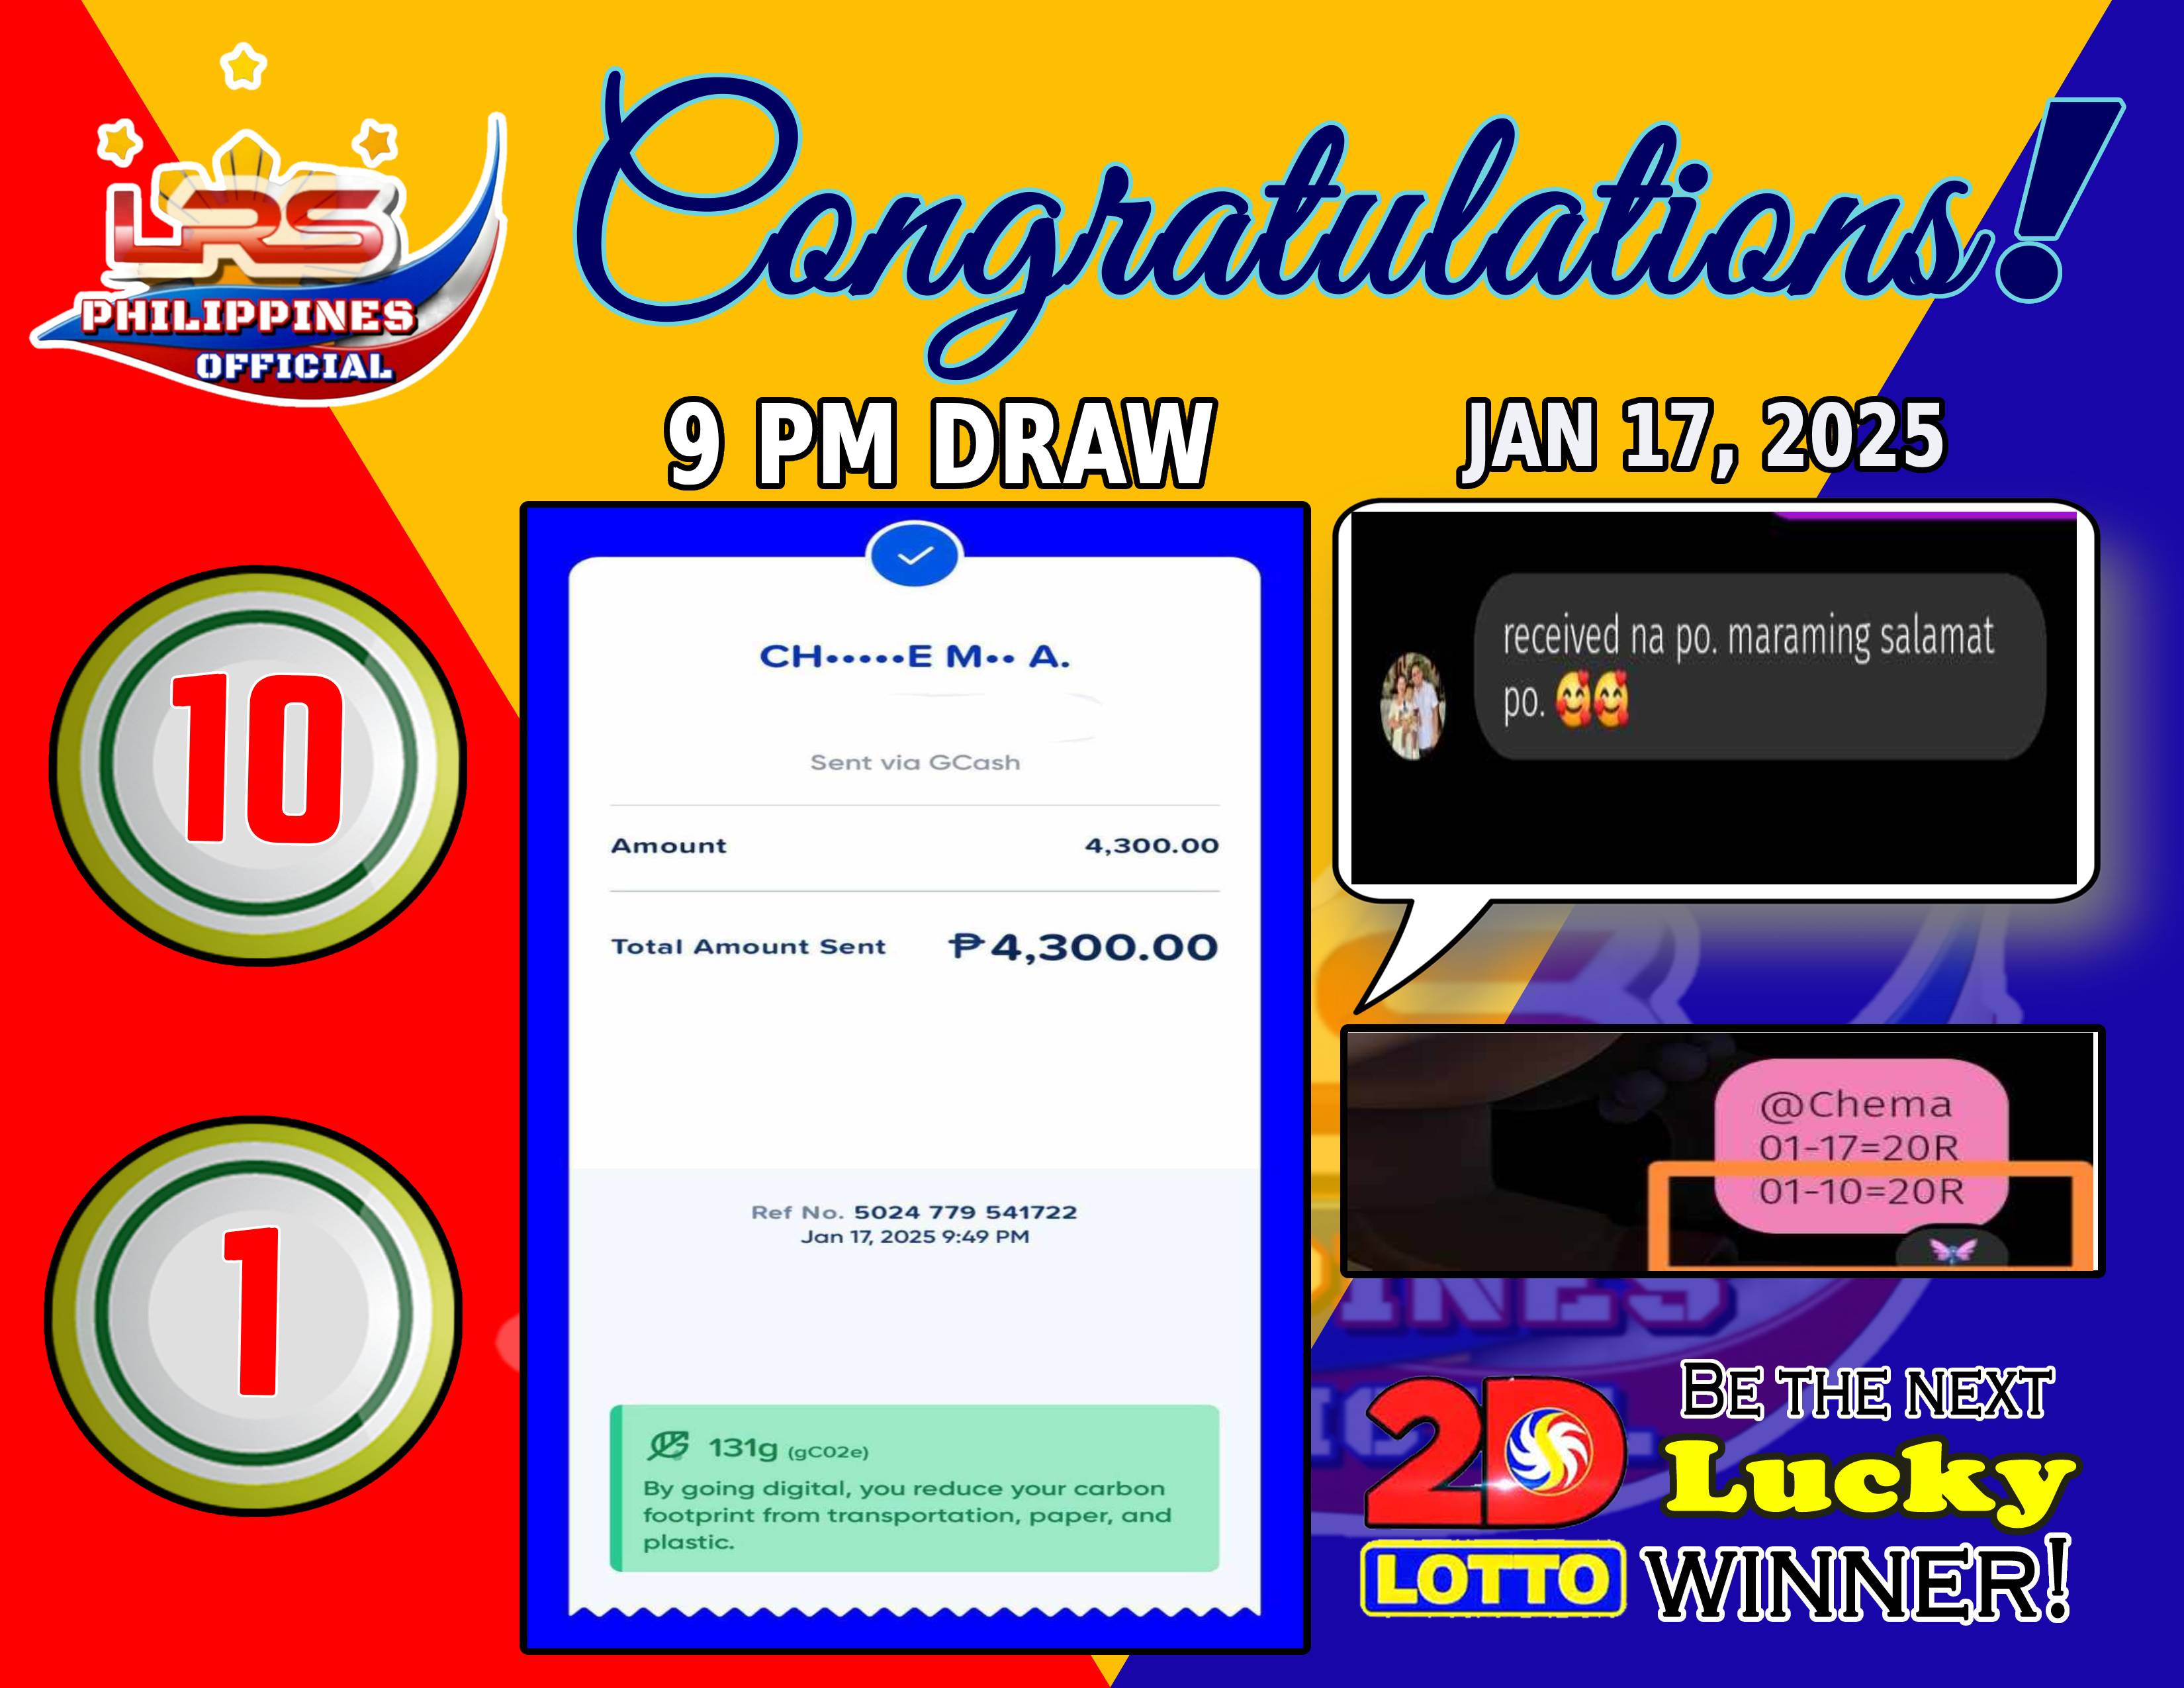 LRS
PHILIPPINES
OFFICIAL
Congratulations!
9 PM DRAW
JAN 17, 2025
10
1
CH•••••E M•• A.
Sent via GCash
Amount 4,300.00
Total Amount Sent ₱4,300.00
Ref No. 5024 779 541722
Jan 17, 2025 9:49 PM
131g (gCO2e)
By going digital, you reduce your carbon
footprint from transportation, paper, and
plastic.
received na po. maraming salamat
po. 🥰🥰
@Chema
01-17=20R
01-10=20R
2D
LOTTO
BE THE NEXT
Lucky
WINNER!